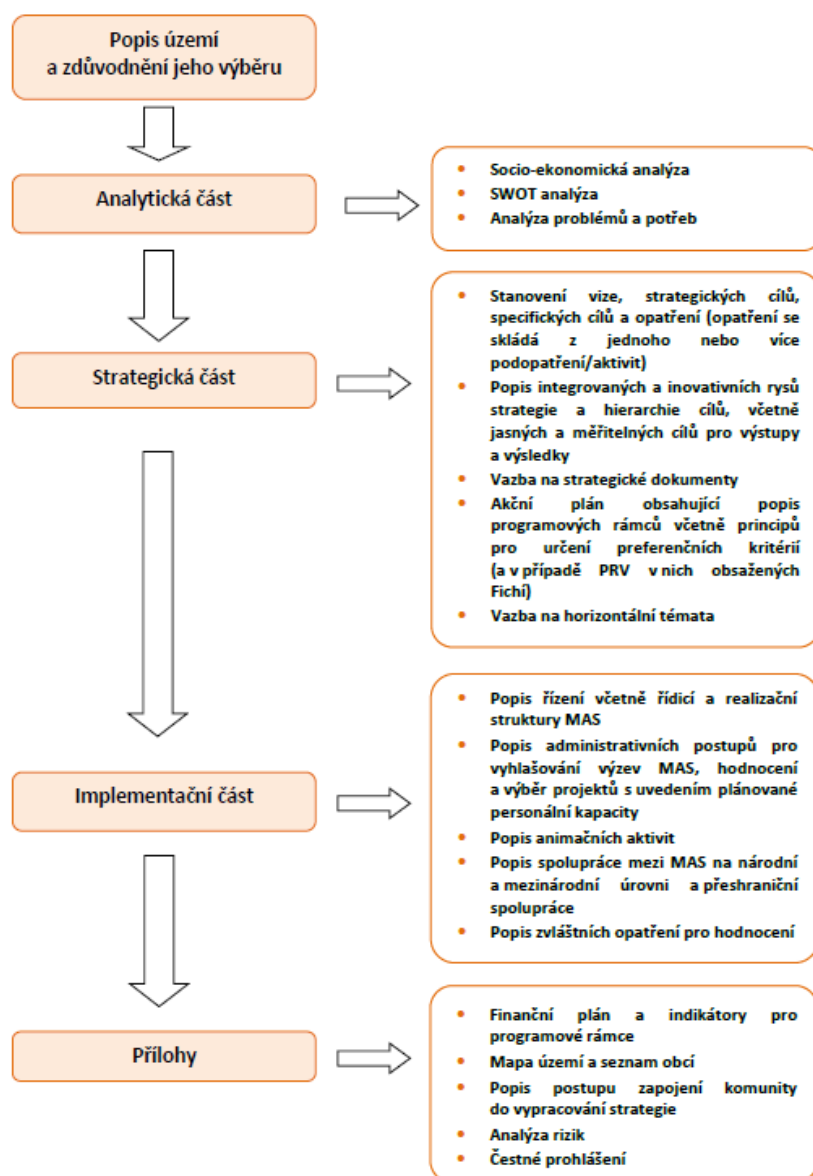 Popis území
a zdůvodnění jeho výběru
Analytická část
• Socio-ekonomická analýza
• SWOT analýza
• Analýza problémů a potřeb
Strategická část
• Stanovení vize, strategických cílů,
specifických cílů a opatření (opatření se
skládá z jednoho nebo více
podopatření/aktivit)
• Popis integrovaných a inovativních rysů
strategie a hierarchie cílů, včetně
jasných a měřitelných cílů pro výstupy
a výsledky
• Vazba na strategické dokumenty
• Akční plán obsahující popis
programových rámců včetně principů
pro určení preferenčních kritérií
(a v případě PRV v nich obsažených
Fichí)
• Vazba na horizontální témata
Implementační část
• Popis řízení včetně řídicí a realizační
struktury MAS
• Popis administrativních postupů pro
vyhlašování výzev MAS, hodnocení
a výběr projektů s uvedením plánované
personální kapacity
• Popis animačních aktivit
• Popis spolupráce mezi MAS na národní
a mezinárodní úrovni a přeshraniční
spolupráce
• Popis zvláštních opatření pro hodnocení
Přílohy
• Finanční plán a indikátory pro
programové rámce
• Mapa území a seznam obcí
• Popis postupu zapojení komunity
do vypracování strategie
• Analýza rizik
• Čestné prohlášení